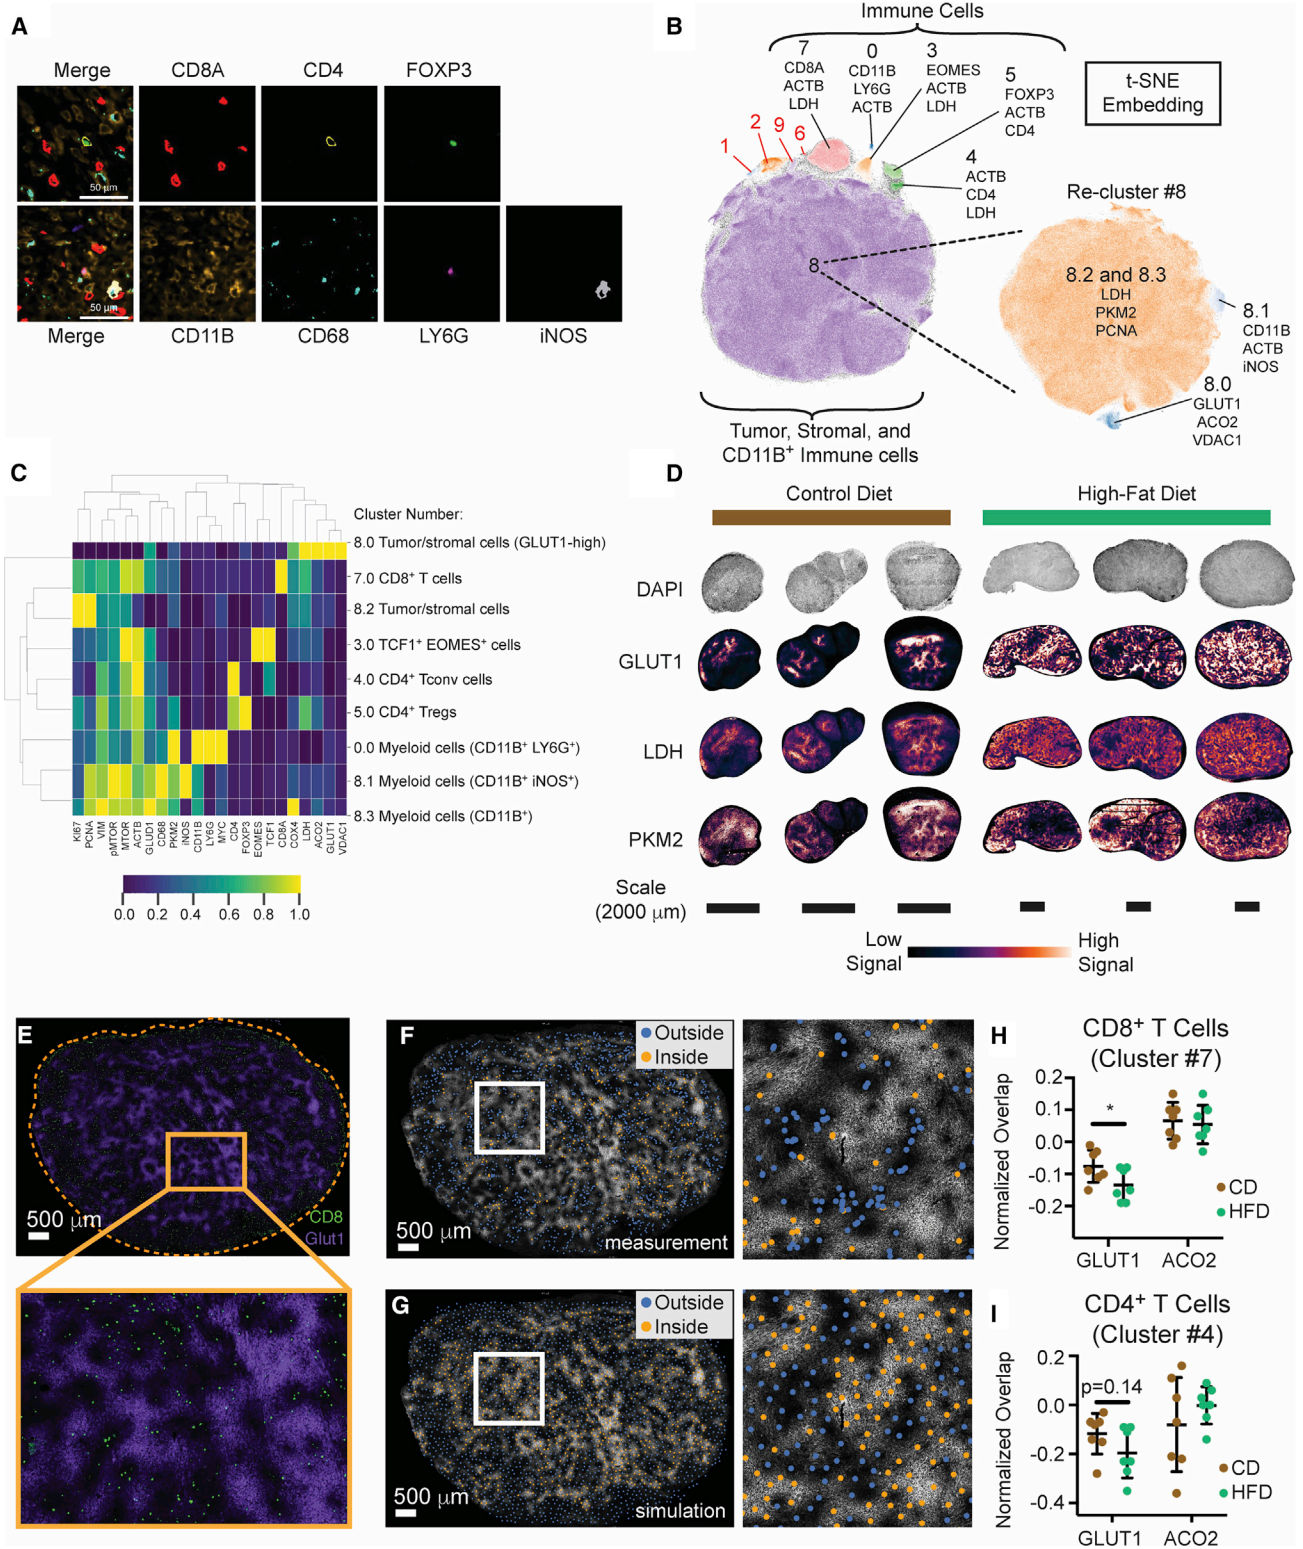 A
Merge
CD8A
CD4
FOXP3
50 µm
50 µm
Merge
CD11B
CD68
LY6G
iNOS
B
Immune Cells
7
CD8A
ACTB
LDH
0
CD11B
LY6G
ACTB
3
EOMES
ACTB
LDH
5
FOXP3
ACTB
CD4
4
ACTB
CD4
LDH
1
2
9
6
8
t-SNE
Embedding
Re-cluster #8
8.2 and 8.3
LDH
PKM2
PCNA
8.1
CD11B
ACTB
iNOS
8.0
GLUT1
ACO2
VDAC1
Tumor, Stromal, and
CD11B⁺ Immune cells
C
Cluster Number:
8.0 Tumor/stromal cells (GLUT1-high)
7.0 CD8⁺ T cells
8.2 Tumor/stromal cells
3.0 TCF1⁺ EOMES⁺ cells
4.0 CD4⁺ Tconv cells
5.0 CD4⁺ Tregs
0.0 Myeloid cells (CD11B⁺ LY6G⁺)
8.1 Myeloid cells (CD11B⁺ iNOS⁺)
8.3 Myeloid cells (CD11B⁺)
KI67
PCNA
VIM
pMTOR
MTOR
ACTB
GLUD1
CD68
PKM2
iNOS
CD11B
LY6G
MYC
CD4
FOXP3
EOMES
TCF1
CD8A
COX4
LDH
ACO2
GLUT1
VDAC1
0.0 0.2 0.4 0.6 0.8 1.0
D
Control Diet
High-Fat Diet
DAPI
GLUT1
LDH
PKM2
Scale
(2000 µm)
Low
Signal
High
Signal
E
500 µm
CD8
Glut1
F
Outside
Inside
500 µm
measurement
G
Outside
Inside
500 µm
simulation
H
CD8⁺ T Cells
(Cluster #7)
Normalized Overlap
0.2
0.1
0.0
-0.1
-0.2
*
CD
HFD
GLUT1
ACO2
I
CD4⁺ T Cells
(Cluster #4)
Normalized Overlap
0.2
0.0
-0.2
-0.4
p=0.14
CD
HFD
GLUT1
ACO2